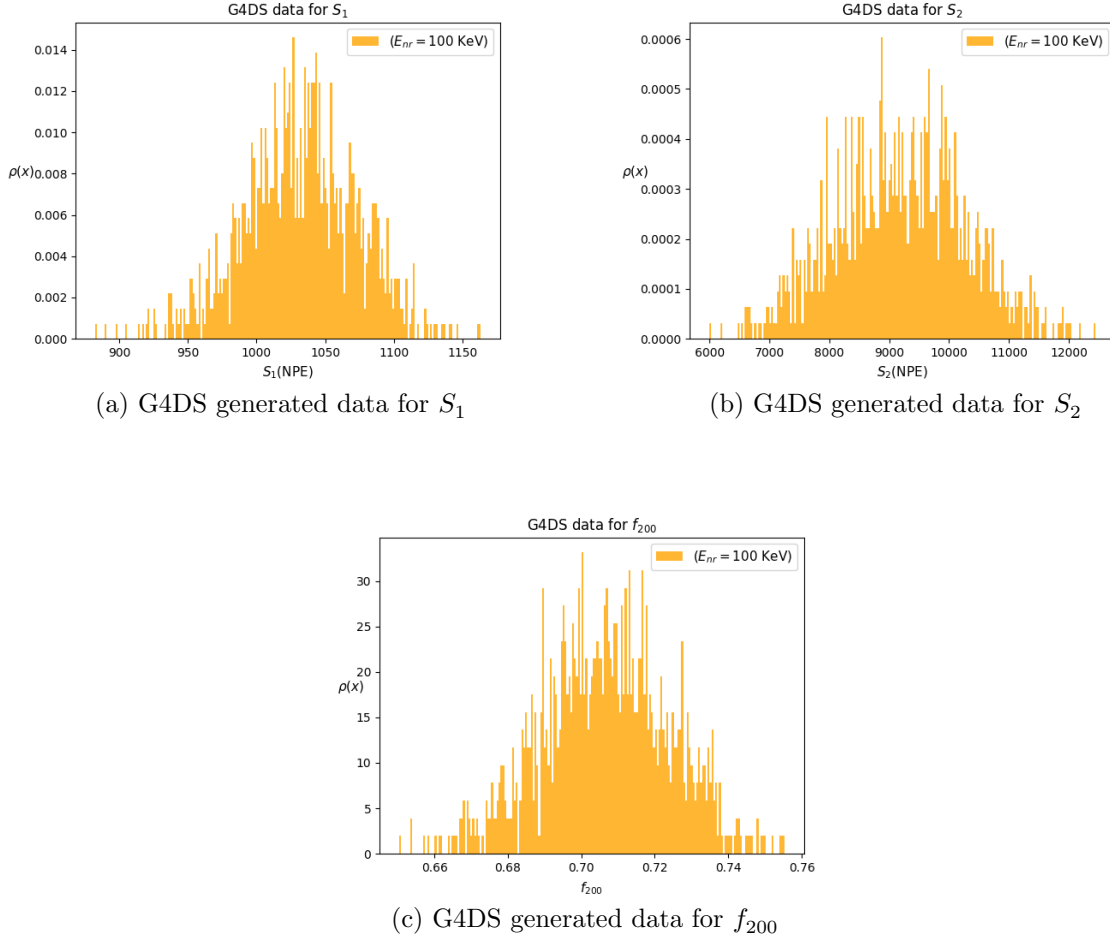 G4DS data for S₁
(Eₙᵣ = 100 KeV)
0.014
0.012
0.010
ρ(x)
0.008
0.006
0.004
0.002
0.000
900 950 1000 1050 1100 1150
S₁(NPE)
(a) G4DS generated data for S₁
G4DS data for S₂
(Eₙᵣ = 100 KeV)
0.0006
0.0005
0.0004
ρ(x)
0.0003
0.0002
0.0001
0.0000
6000 7000 8000 9000 10000 11000 12000
S₂(NPE)
(b) G4DS generated data for S₂
G4DS data for f₂₀₀
(Eₙᵣ = 100 KeV)
30
25
20
ρ(x)
15
10
5
0
0.66 0.68 0.70 0.72 0.74 0.76
f₂₀₀
(c) G4DS generated data for f₂₀₀